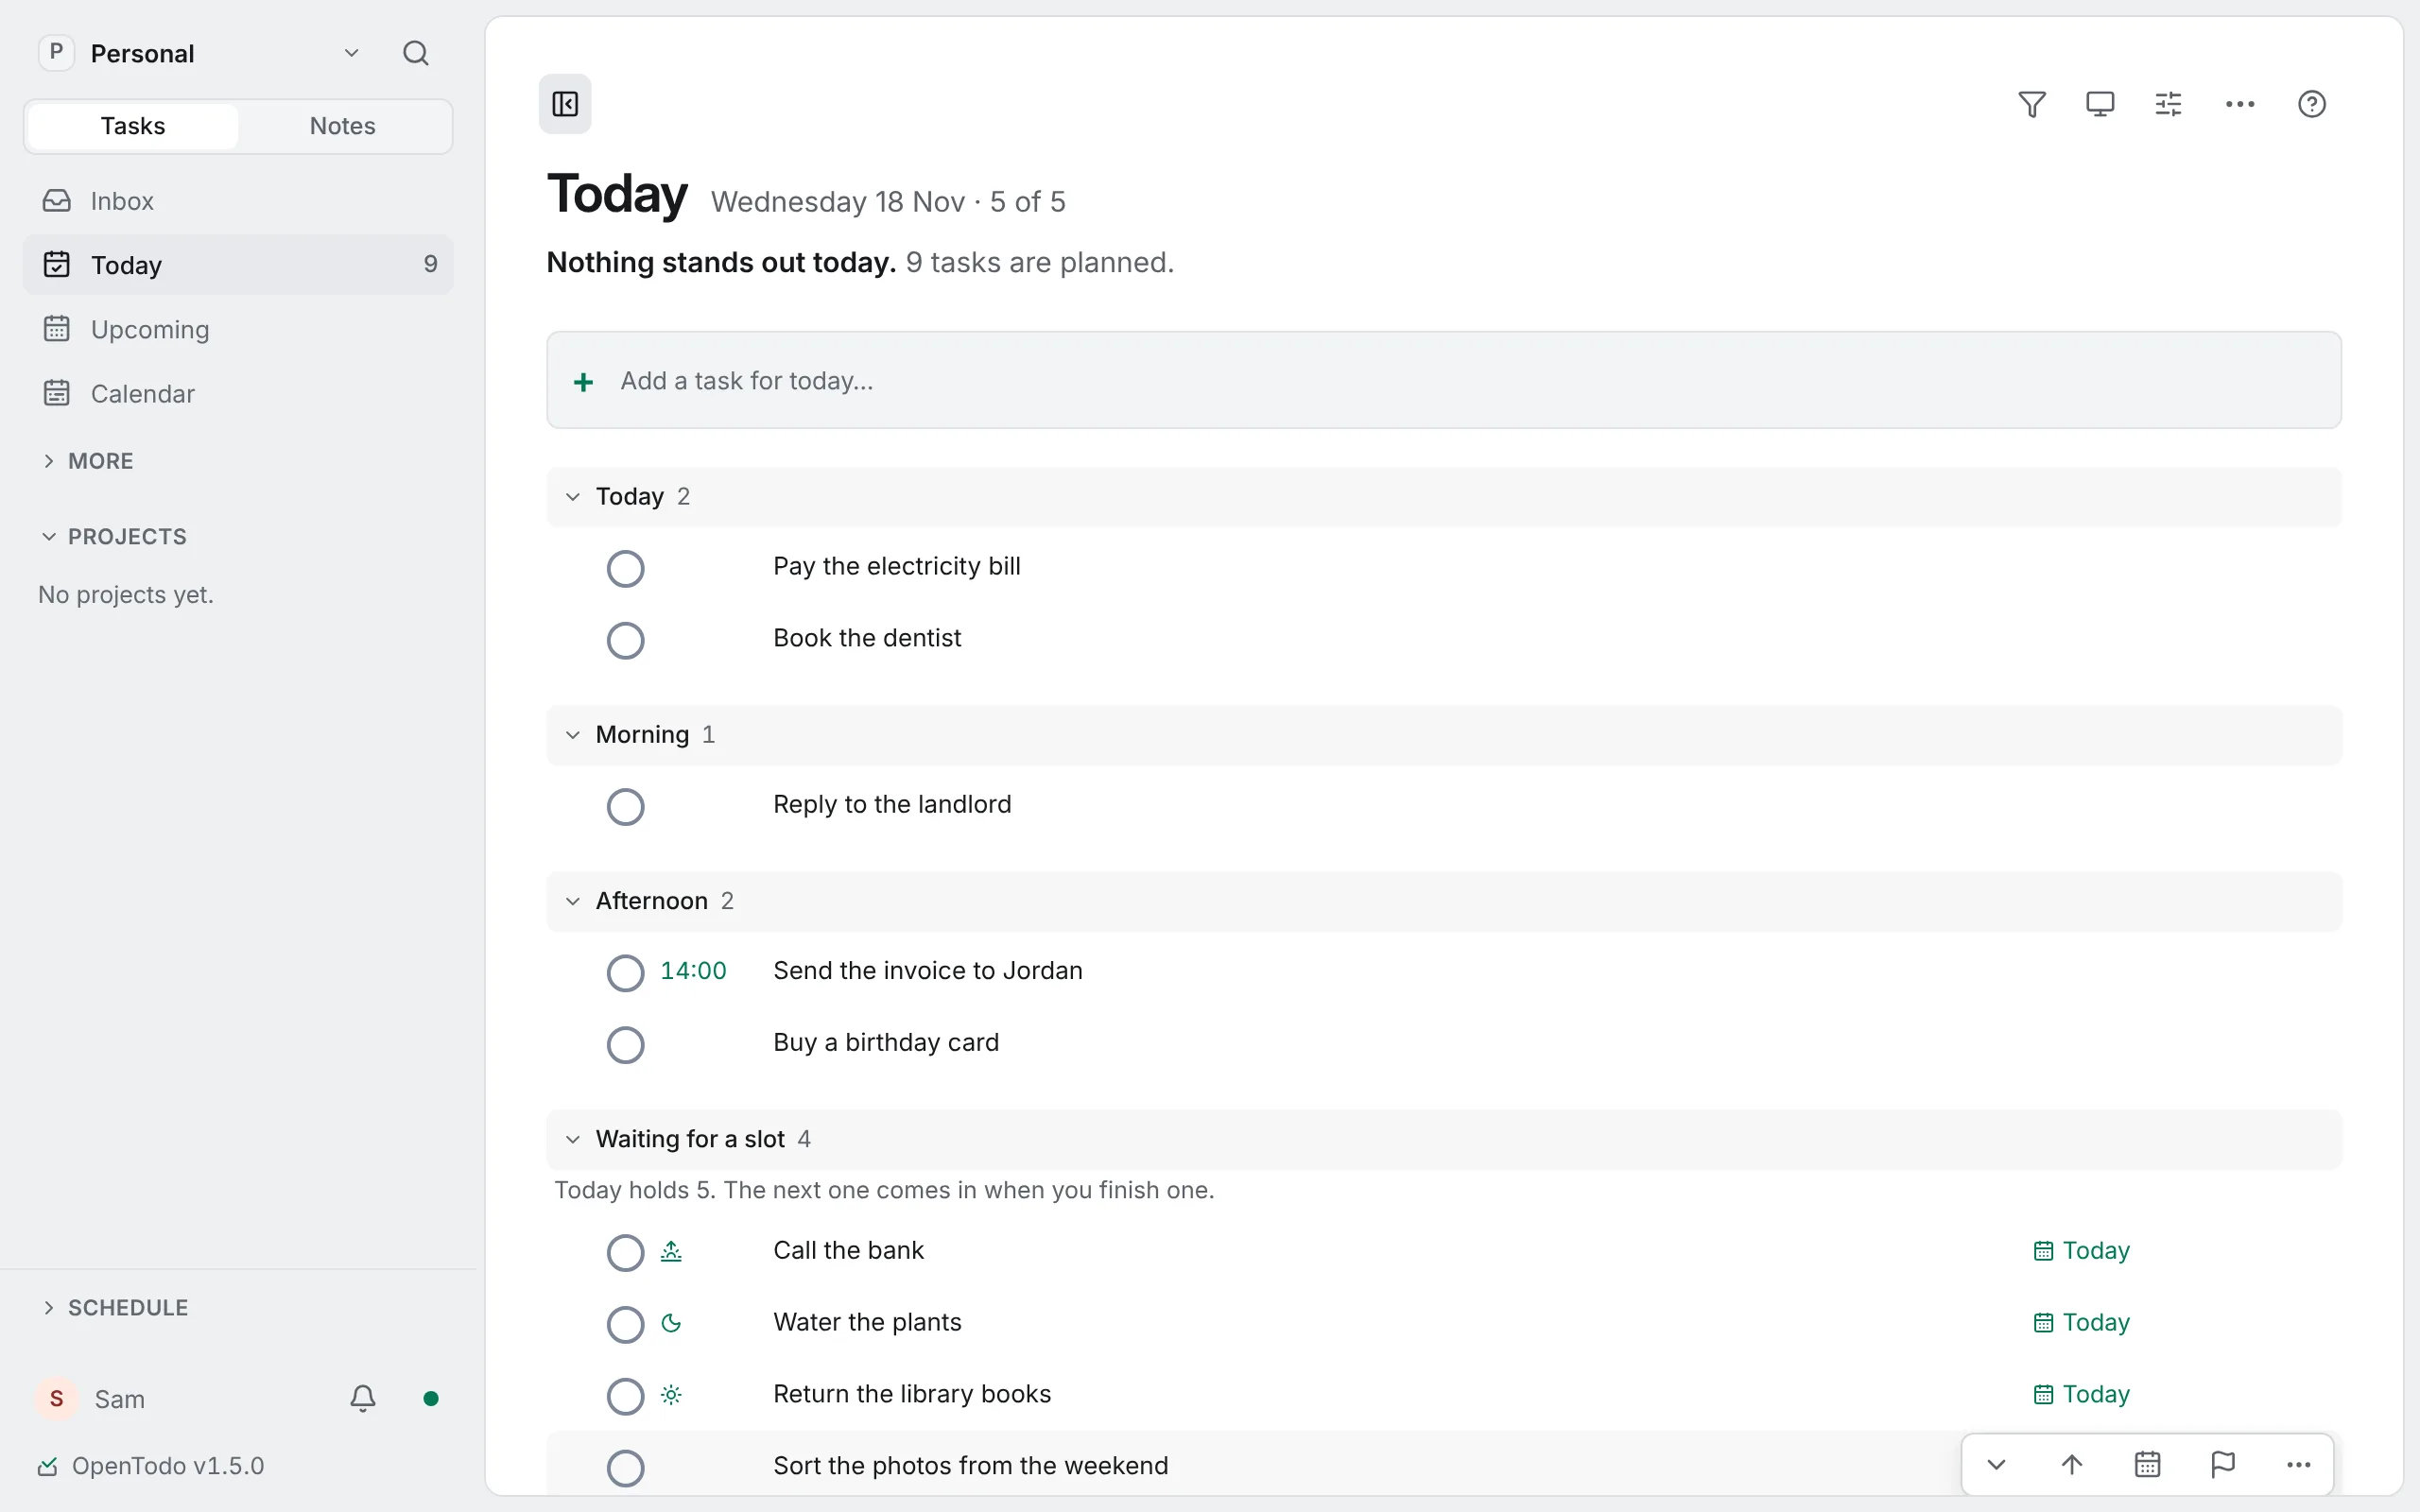 P Personal
Tasks Notes
Inbox
Today 9
Upcoming
Calendar
MORE
PROJECTS
No projects yet.
SCHEDULE
S Sam
OpenTodo v1.5.0
Today Wednesday 18 Nov · 5 of 5
Nothing stands out today. 9 tasks are planned.
+ Add a task for today...
Today 2
Pay the electricity bill
Book the dentist
Morning 1
Reply to the landlord
Afternoon 2
14:00 Send the invoice to Jordan
Buy a birthday card
Waiting for a slot 4
Today holds 5. The next one comes in when you finish one.
Call the bank Today
Water the plants Today
Return the library books Today
Sort the photos from the weekend